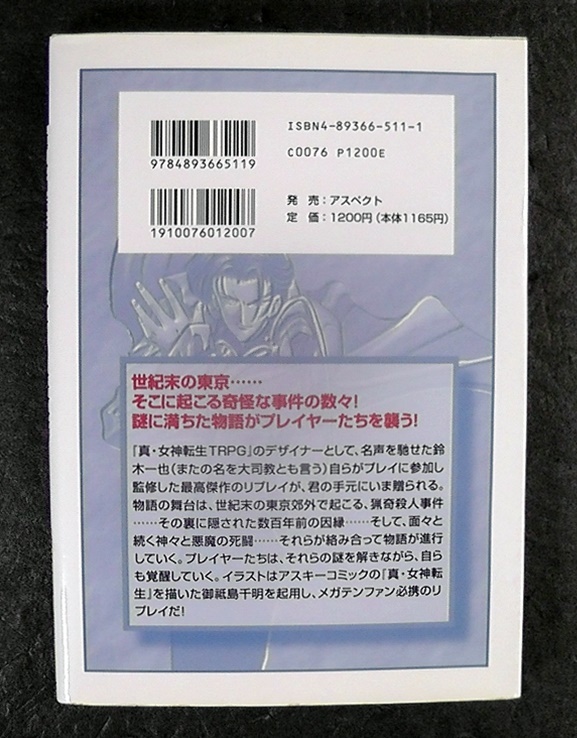 ISBN4-89366-511-1
C0076 P1200E
9784893665119
1910076012007
発 売：アスペクト
定 価：1200円（本体1165円）
世紀末の東京……
そこに起こる奇怪な事件の数々！
謎に満ちた物語がプレイヤーたちを襲う！
『真・女神転生TRPG』のデザイナーとして、名声を馳せた鈴
木一也（またの名を大司教とも言う）自らがプレイに参加し
監修した最高傑作のリプレイが、君の手元にいま贈られる。
物語の舞台は、世紀末の東京郊外で起こる、猟奇殺人事件
……その裏に隠された数百年前の因縁……そして、面々と
続く神々と悪魔の死闘……それらが絡み合って物語が進行
していく。プレイヤーたちは、それらの謎を解きながら、自ら
も覚醒していく。イラストはアスキーコミックの『真・女神転
生』を描いた御紙島千明を起用し、メガテンファン必携のリ
プレイだ！